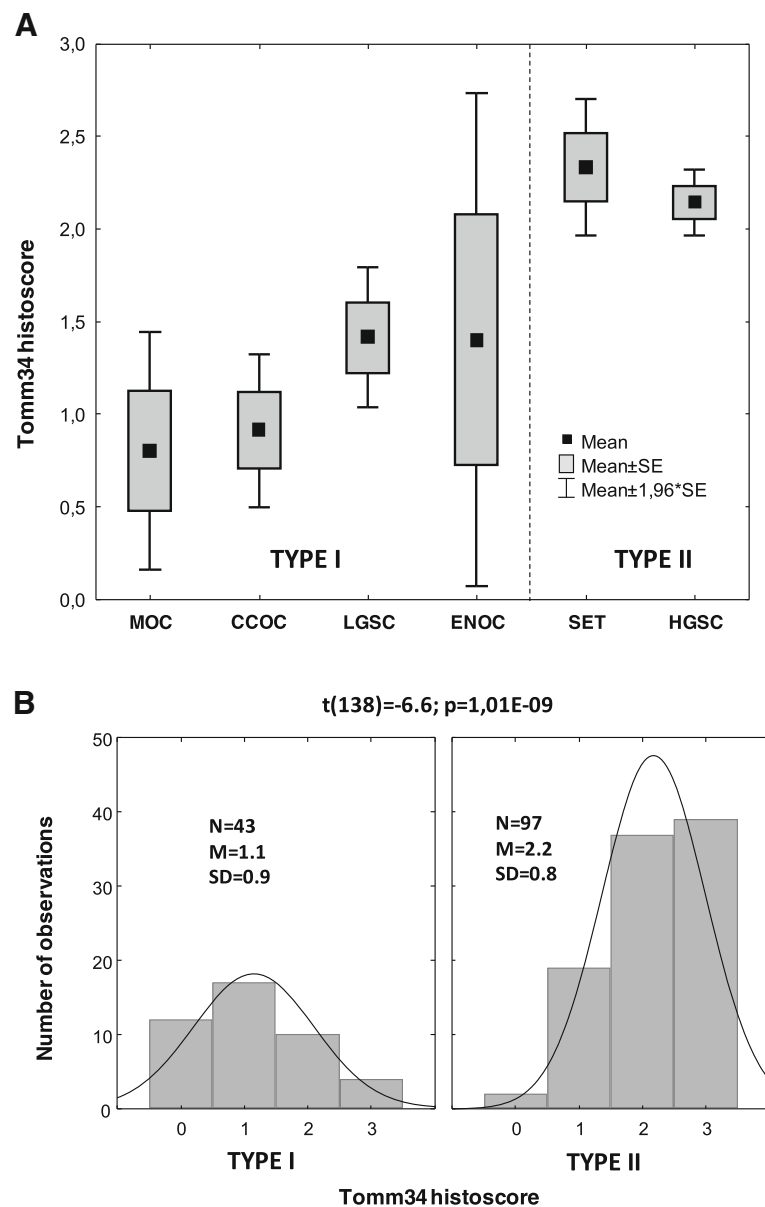 A
3,0
2,5
2,0
1,5
1,0
0,5
0,0
Tomm34 histoscore
Mean
Mean±SE
Mean±1,96*SE
TYPE I
TYPE II
MOC CCOC LGSC ENOC SET HGSC
B
t(138)=-6.6; p=1,01E-09
50
40
30
20
10
0
Number of observations
N=43
M=1.1
SD=0.9
N=97
M=2.2
SD=0.8
0 1 2 3
0 1 2 3
TYPE I
TYPE II
Tomm34 histoscore